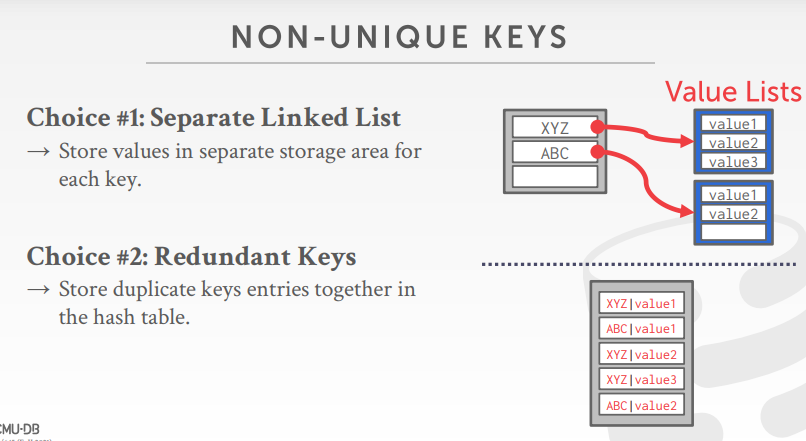 NON-UNIQUE KEYS
Choice #1: Separate Linked List
→ Store values in separate storage area for
each key.
Choice #2: Redundant Keys
→ Store duplicate keys entries together in
the hash table.
Value Lists
XYZ
ABC
value1
value2
value3
value1
value2
XYZ|value1
ABC|value1
XYZ|value2
XYZ|value3
ABC|value2
CMU·DB